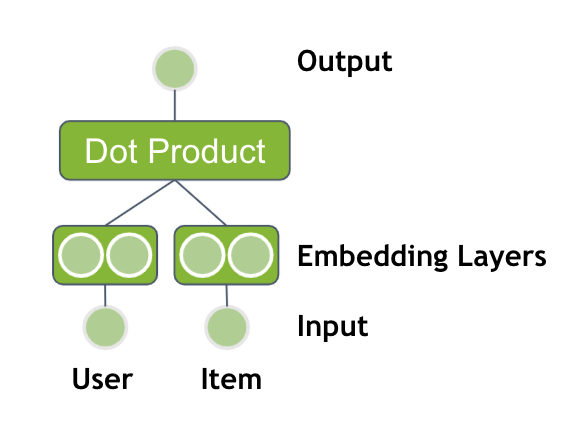 Output
Dot Product
Embedding Layers
Input
User
Item